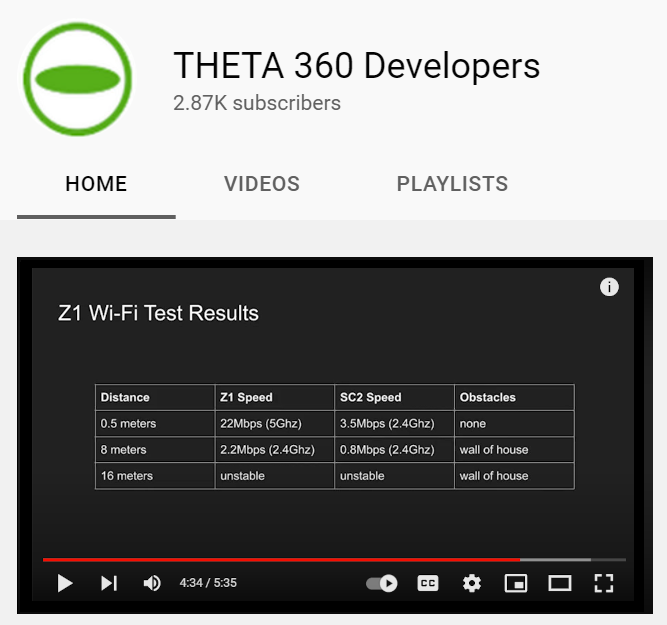 THETA 360 Developers
2.87K subscribers
HOME VIDEOS PLAYLISTS
i
Z1 Wi-Fi Test Results
Distance Z1 Speed SC2 Speed Obstacles
0.5 meters 22Mbps (5Ghz) 3.5Mbps (2.4Ghz) none
8 meters 2.2Mbps (2.4Ghz) 0.8Mbps (2.4Ghz) wall of house
16 meters unstable unstable wall of house
4:34 / 5:35 CC